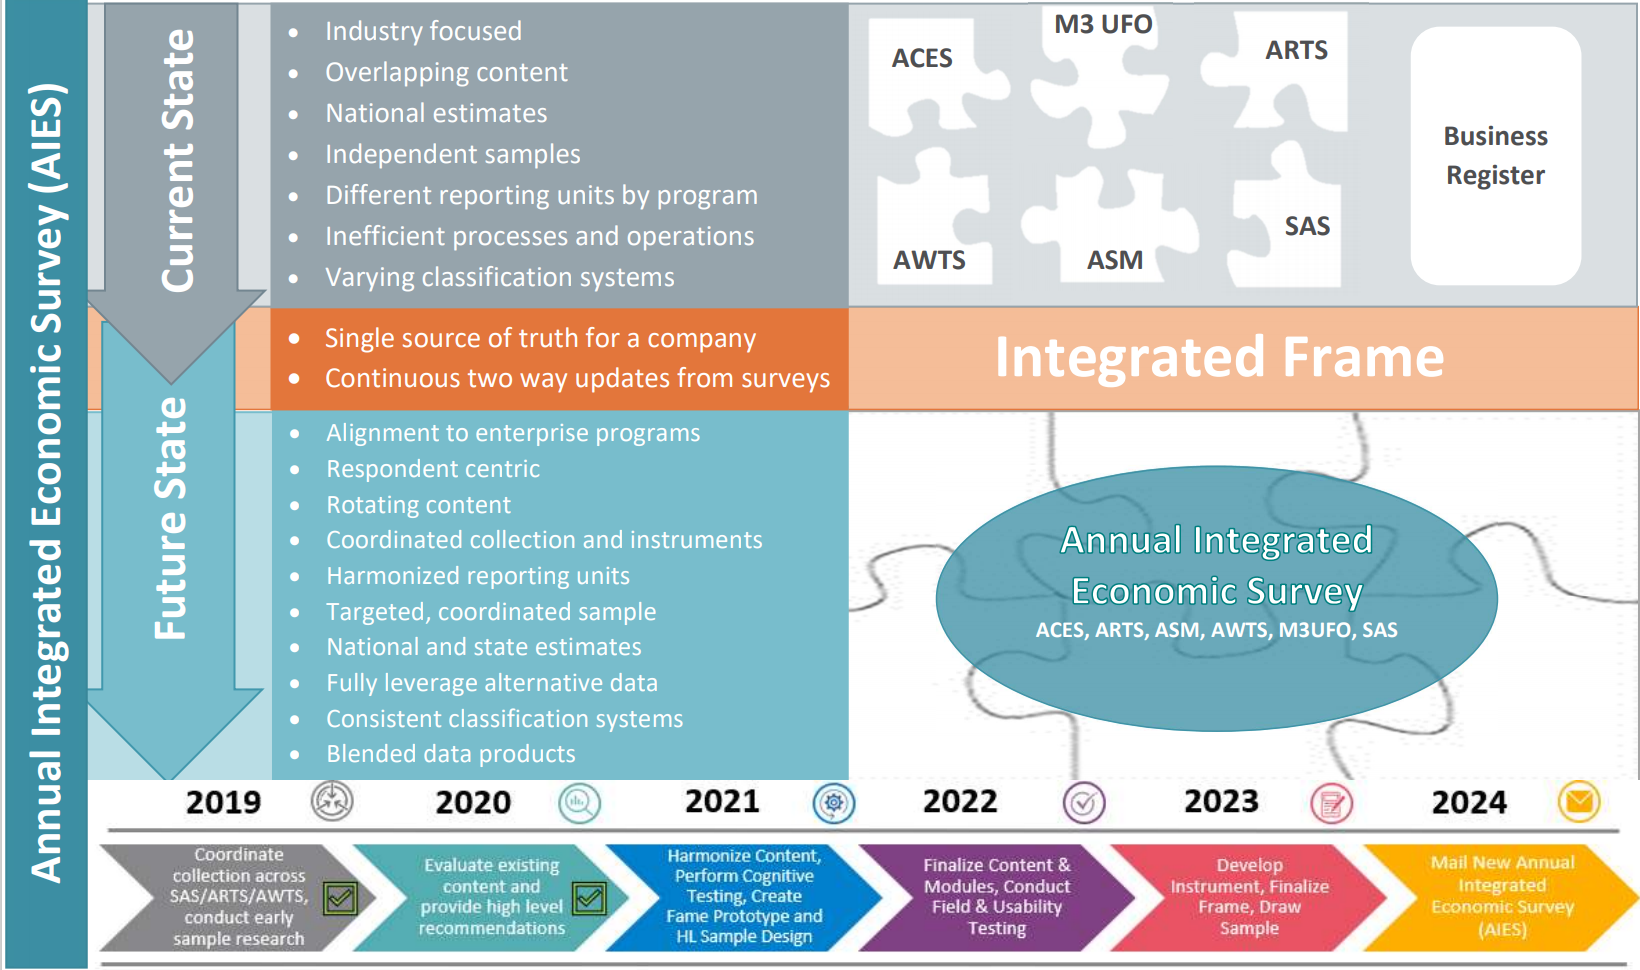 Annual Integrated Economic Survey (AIES)
Current State
• Industry focused
• Overlapping content
• National estimates
• Independent samples
• Different reporting units by program
• Inefficient processes and operations
• Varying classification systems
ACES
M3 UFO
ARTS
AWTS
ASM
SAS
Business
Register
• Single source of truth for a company
• Continuous two way updates from surveys
Integrated Frame
Future State
• Alignment to enterprise programs
• Respondent centric
• Rotating content
• Coordinated collection and instruments
• Harmonized reporting units
• Targeted, coordinated sample
• National and state estimates
• Fully leverage alternative data
• Consistent classification systems
• Blended data products
Annual Integrated
Economic Survey
ACES, ARTS, ASM, AWTS, M3UFO, SAS
2019
2020
2021
2022
2023
2024
Coordinate
collection across
SAS/ARTS/AWTS,
conduct early
sample research
Evaluate existing
content and
provide high level
recommendations
Harmonize Content,
Perform Cognitive
Testing, Create
Fame Prototype and
HL Sample Design
Finalize Content &
Modules, Conduct
Field & Usability
Testing
Develop
Instrument, Finalize
Frame, Draw
Sample
Mail New Annual
Integrated
Economic Survey
(AIES)